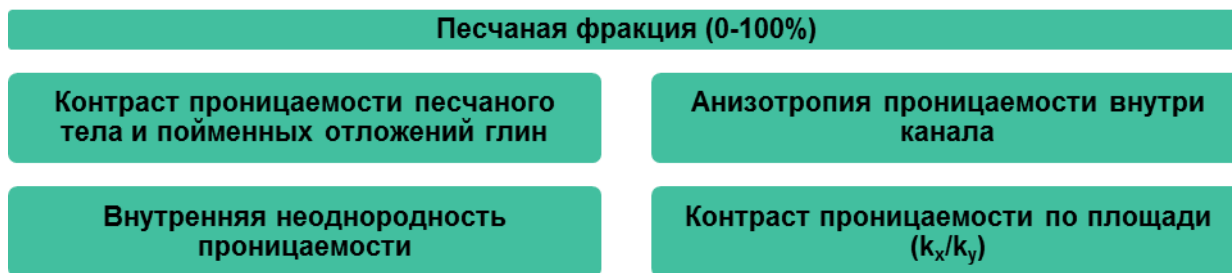 Песчаная фракция (0-100%)
Контраст проницаемости песчаного
тела и пойменных отложений глин
Анизотропия проницаемости внутри
канала
Внутренняя неоднородность
проницаемости
Контраст проницаемости по площади
(kx/ky)